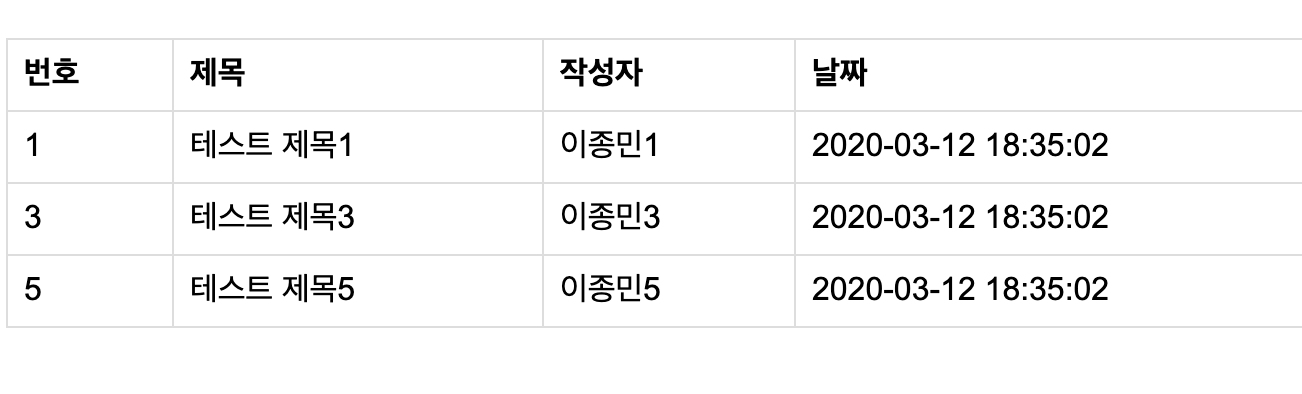 번호 제목 작성자 날짜
1 테스트 제목1 이종민1 2020-03-12 18:35:02
3 테스트 제목3 이종민3 2020-03-12 18:35:02
5 테스트 제목5 이종민5 2020-03-12 18:35:02